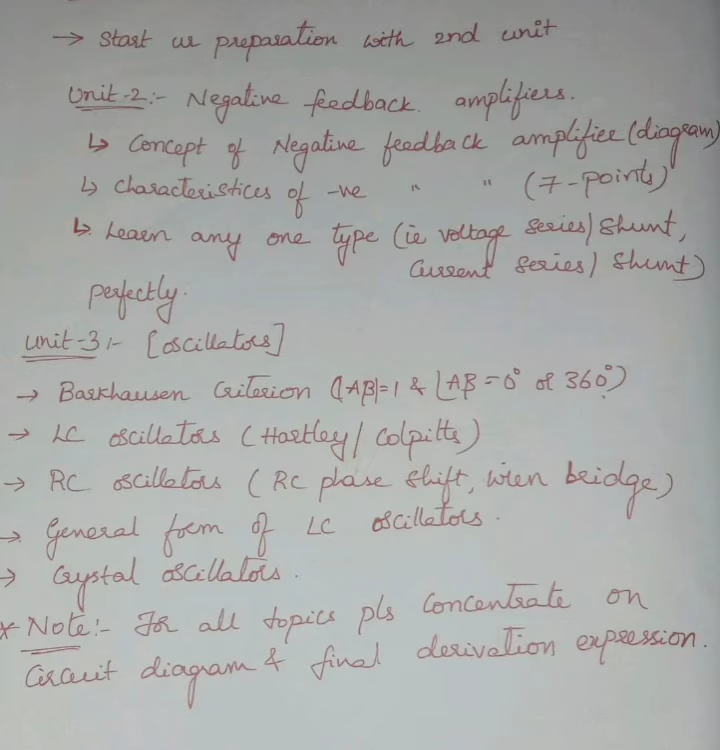 → Start ur preparation with 2nd unit
Unit-2:- Negative feedback amplifiers.
↳ Concept of Negative feedback amplifier (diagram)
↳ Characteristices of -ve " " (7-points)
↳ Learn any one type (ie voltage series/shunt,
Current series/shunt)
perfectly.
Unit-3:- [oscillators]
→ Barkhausen Criterion (|Aβ|=1 & ∠Aβ=0° or 360°)
→ LC oscillators (Hartley/Colpitts)
→ RC oscillators (RC phase shift, wien bridge)
→ General form of LC oscillators.
→ Crystal oscillators.
* Note:- For all topics pls concentrate on
Circuit diagram & final derivation expression.